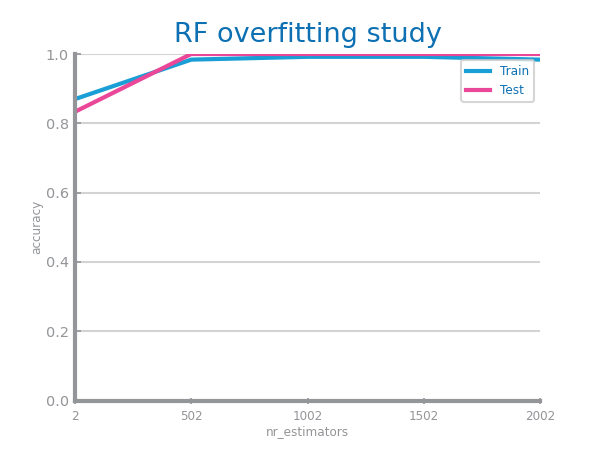 RF overfitting study
1.0
0.8
0.6
0.4
0.2
0.0
accuracy
Train
Test
2 502 1002 1502 2002
nr_estimators